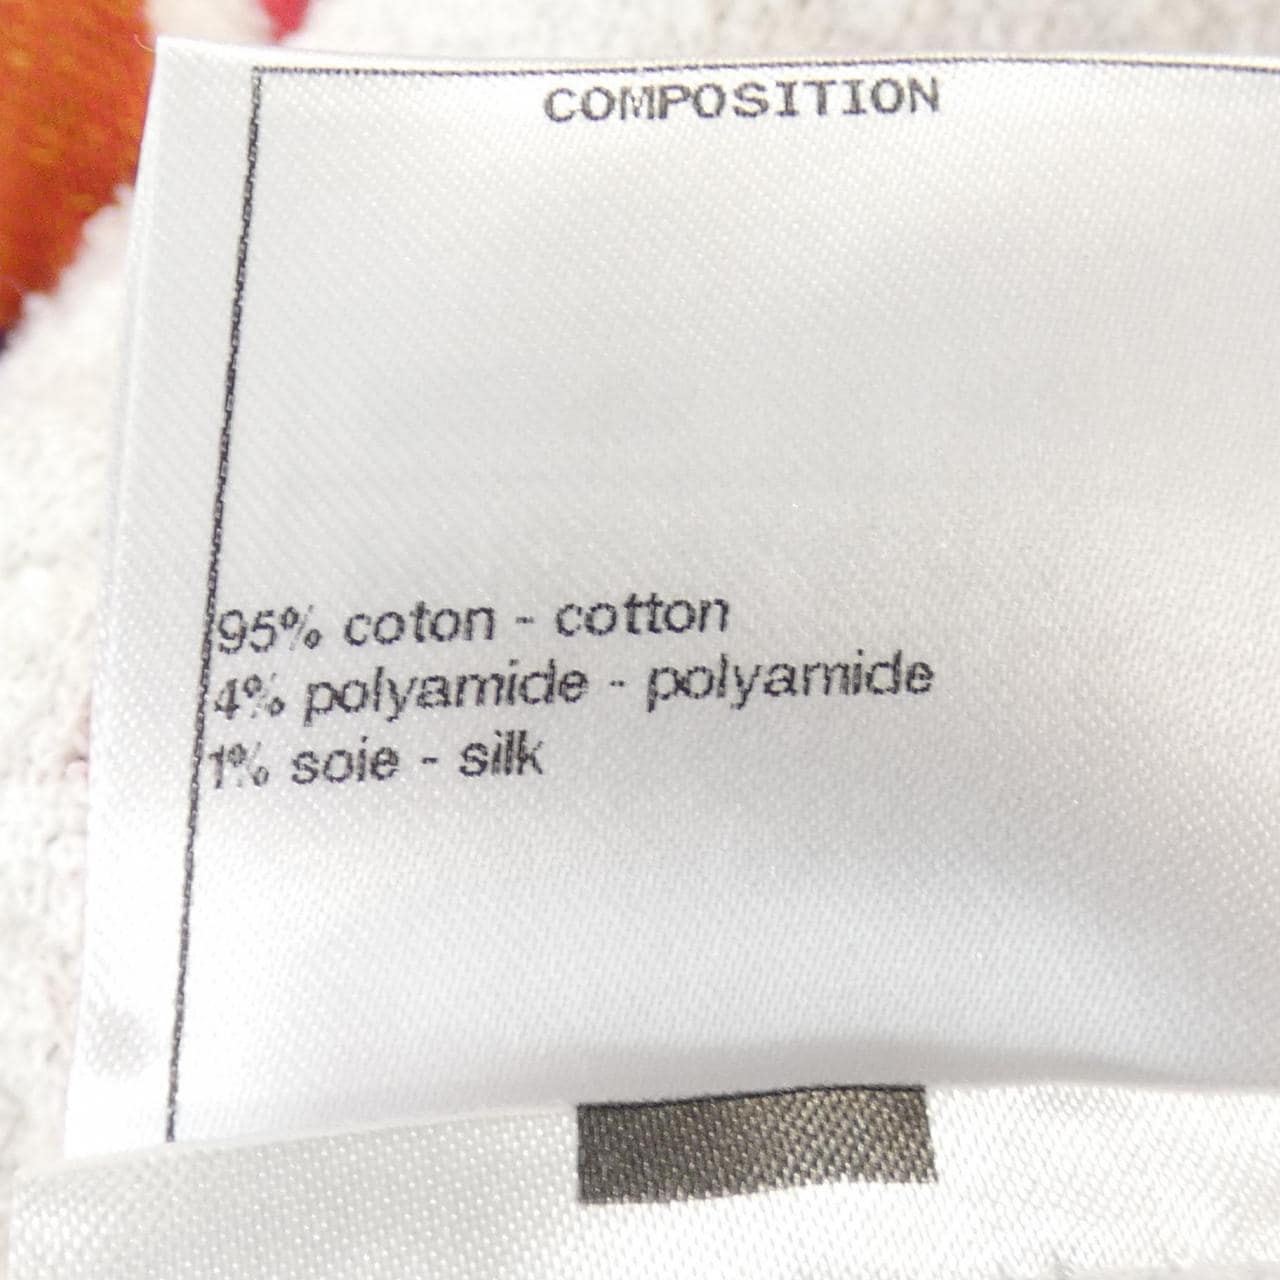 COMPOSITION
95% coton - cotton
4% polyamide - polyamide
1% soie - silk